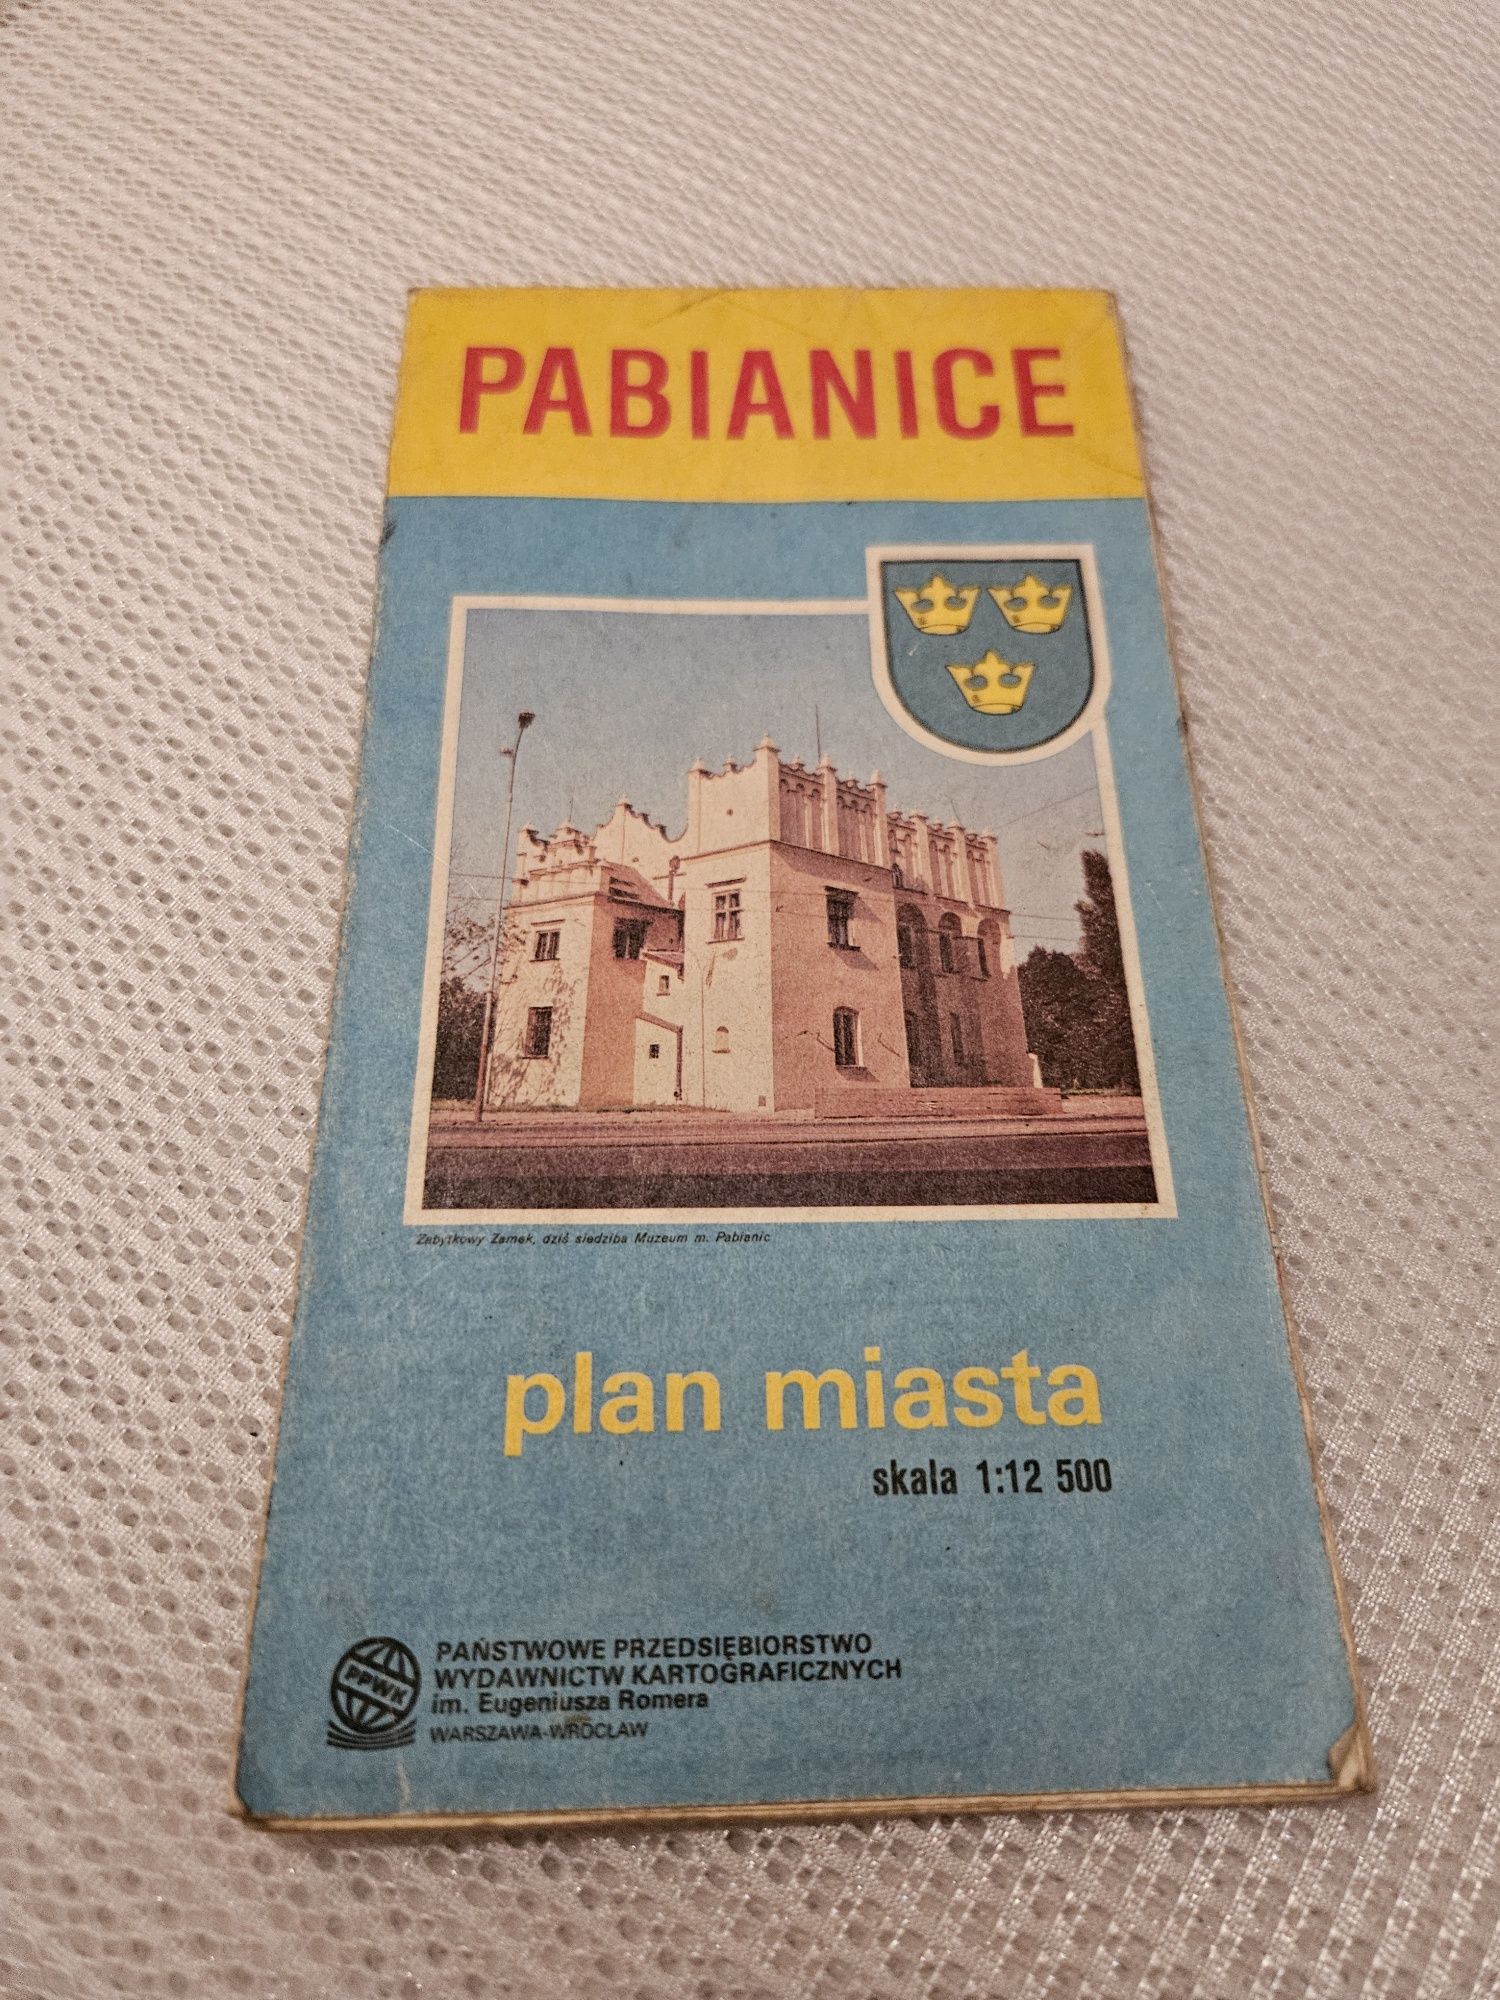 PABIANICE
Zabytkowy Zamek, dziś siedziba Muzeum m. Pabianic
plan miasta
skala 1:12 500
PPWK
PAŃSTWOWE PRZEDSIĘBIORSTWO
WYDAWNICTW KARTOGRAFICZNYCH
im. Eugeniusza Romera
WARSZAWA-WROCŁAW